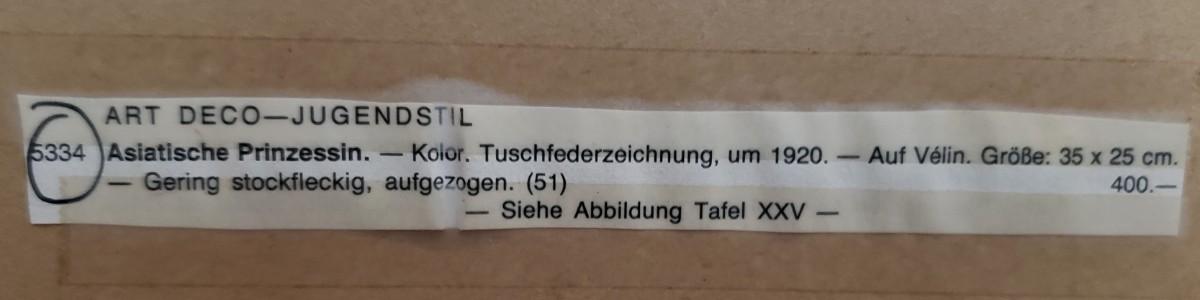 ART DECO—JUGENDSTIL
5334 Asiatische Prinzessin. — Kolor. Tuschfederzeichnung, um 1920. — Auf Vélin. Größe: 35 x 25 cm.
— Gering stockfleckig, aufgezogen. (51) 400.—
— Siehe Abbildung Tafel XXV —